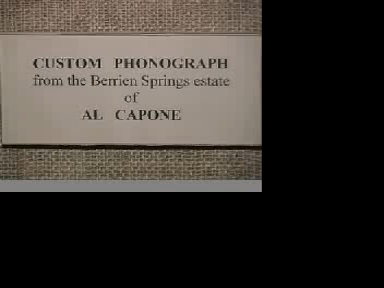 CUSTOM PHONOGRAPH
from the Berrien Springs estate
of
AL CAPONE